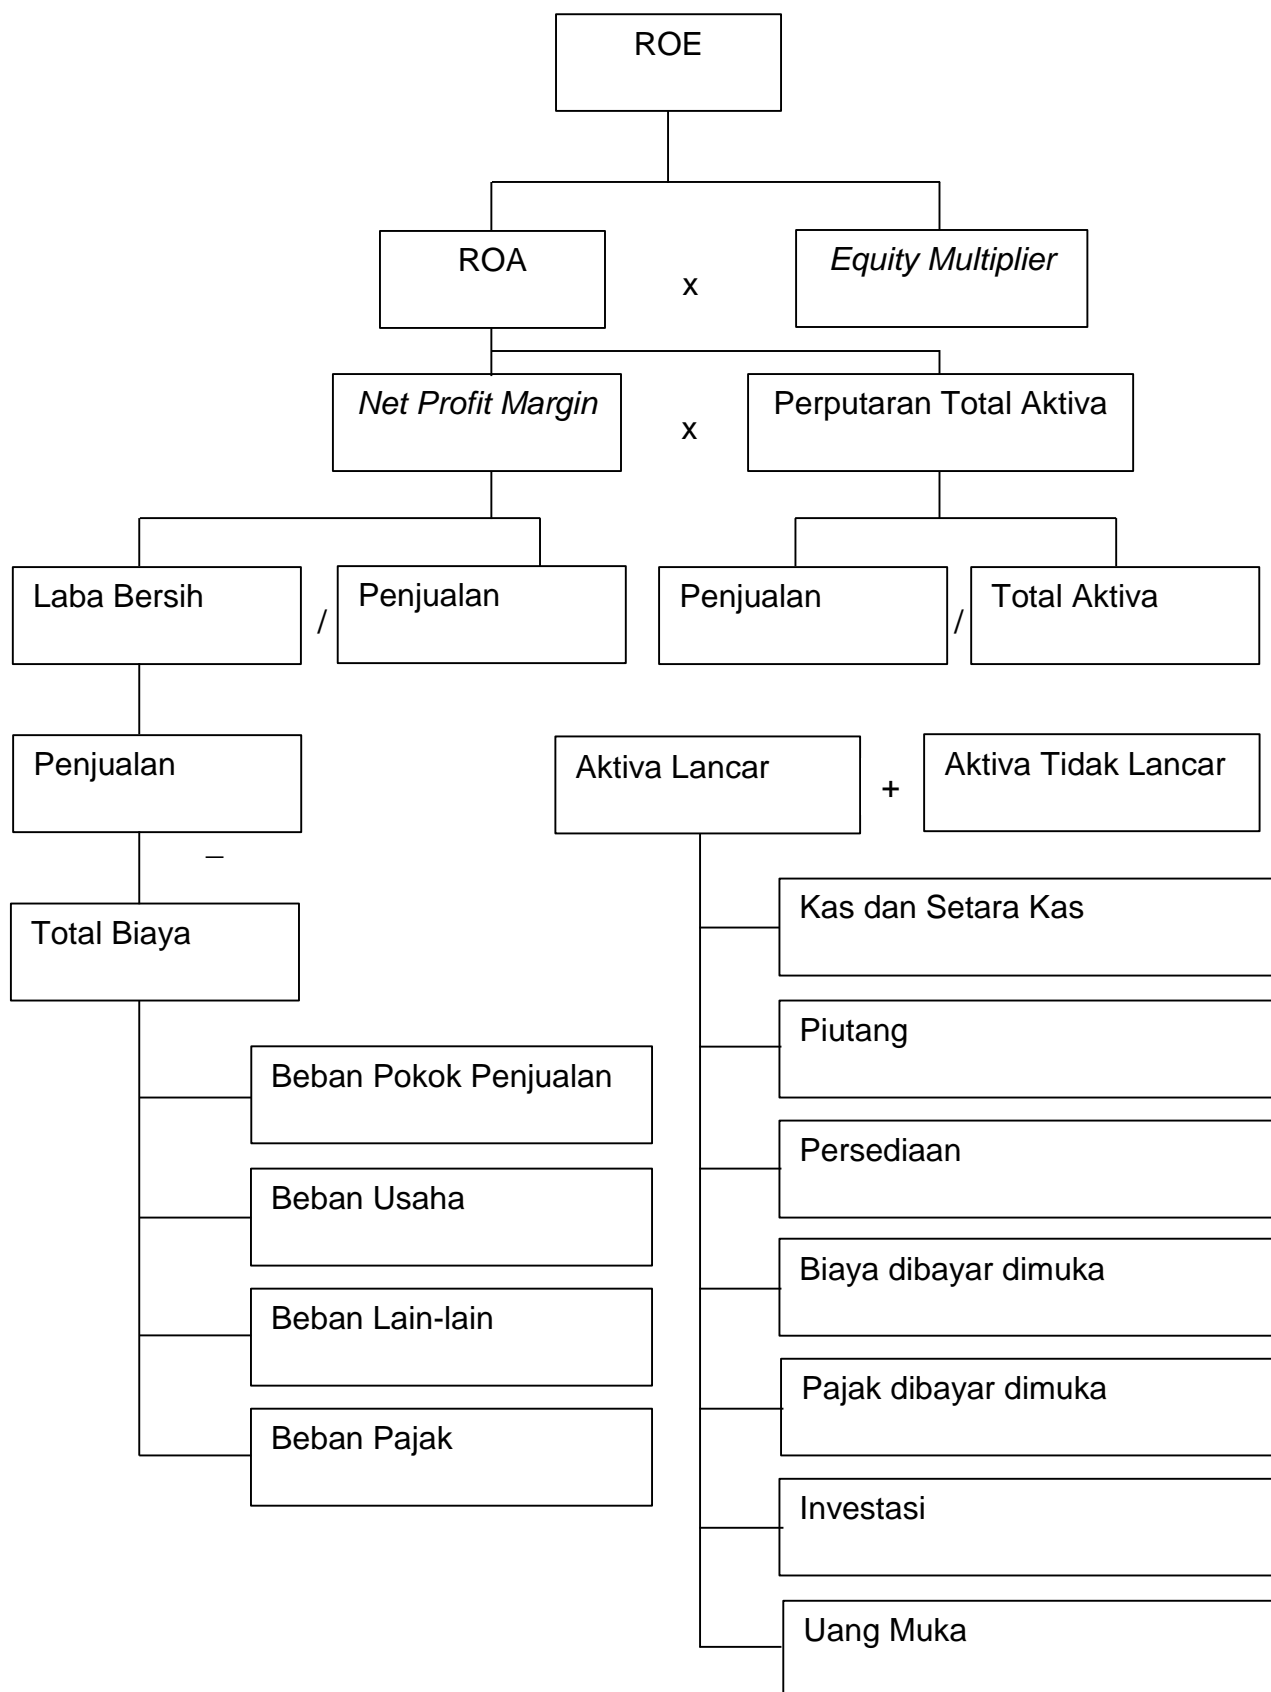 ROE
ROA
x
Equity Multiplier
Net Profit Margin
x
Perputaran Total Aktiva
Laba Bersih
/
Penjualan
Penjualan
/
Total Aktiva
Penjualan
Aktiva Lancar
+
Aktiva Tidak Lancar
–
Total Biaya
Kas dan Setara Kas
Piutang
Beban Pokok Penjualan
Persediaan
Beban Usaha
Biaya dibayar dimuka
Beban Lain-lain
Pajak dibayar dimuka
Beban Pajak
Investasi
Uang Muka